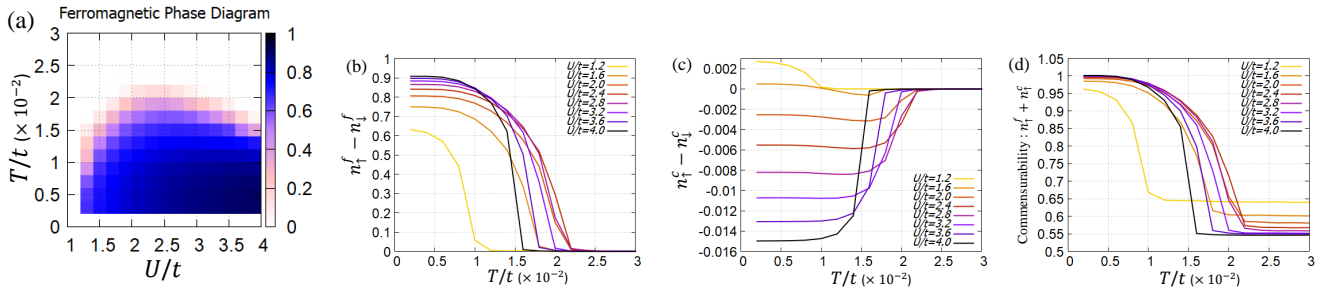 (a)
Ferromagnetic Phase Diagram
T/t (× 10⁻²)
3
2.5
2
1.5
1
0.5
0
1 1.5 2 2.5 3 3.5 4
U/t
1
0.8
0.6
0.4
0.2
0
(b)
n↑^f − n↓^f
1
0.9
0.8
0.7
0.6
0.5
0.4
0.3
0.2
0.1
0
U/t=1.2
U/t=1.6
U/t=2.0
U/t=2.4
U/t=2.8
U/t=3.2
U/t=3.6
U/t=4.0
0 0.5 1.0 1.5 2.0 2.5 3
T/t (× 10⁻²)
(c)
n↑^c − n↓^c
0.002
0
-0.002
-0.004
-0.006
-0.008
-0.01
-0.012
-0.014
-0.016
U/t=1.2
U/t=1.6
U/t=2.0
U/t=2.4
U/t=2.8
U/t=3.2
U/t=3.6
U/t=4.0
0 0.5 1.0 1.5 2.0 2.5 3
T/t (× 10⁻²)
(d)
1.05
1
0.95
0.9
0.85
0.8
0.75
0.7
0.65
0.6
0.55
0.5
U/t=1.2
U/t=1.6
U/t=2.0
U/t=2.4
U/t=2.8
U/t=3.2
U/t=3.6
U/t=4.0
0 0.5 1.0 1.5 2.0 2.5 3
T/t (× 10⁻²)
Commensurability :